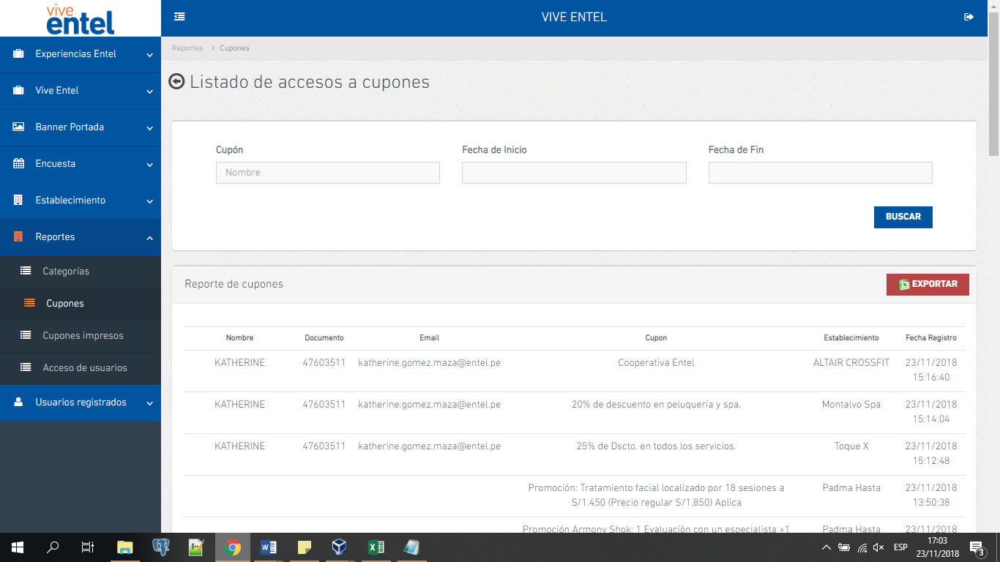 vive
entel
VIVE ENTEL
Experiencias Entel
Vive Entel
Banner Portada
Encuesta
Establecimiento
Reportes
Categorías
Cupones
Cupones impresos
Acceso de usuarios
Usuarios registrados
Reportes > Cupones
Listado de accesos a cupones
Cupón Fecha de Inicio Fecha de Fin
Nombre
BUSCAR
Reporte de cupones
EXPORTAR
Nombre Documento Email Cupon Establecimiento Fecha Registro
KATHERINE 47603511 katherine.gomez.maza@entel.pe Cooperativa Entel ALTAIR CROSSFIT 23/11/2018
15:16:40
KATHERINE 47603511 katherine.gomez.maza@entel.pe 20% de descuento en peluquería y spa. Montalvo Spa 23/11/2018
15:14:04
KATHERINE 47603511 katherine.gomez.maza@entel.pe 25% de Dscto. en todos los servicios. Toque X 23/11/2018
15:12:48
Promoción: Tratamiento facial localizado por 18 sesiones a Padma Hasta 23/11/2018
S/1.450 (Precio regular S/1.850) Aplica 13:50:38
Promoción Armony Shok: 1 Evaluación con un especialista +1 Padma Hasta 23/11/2018
ESP
17:03
23/11/2018
3